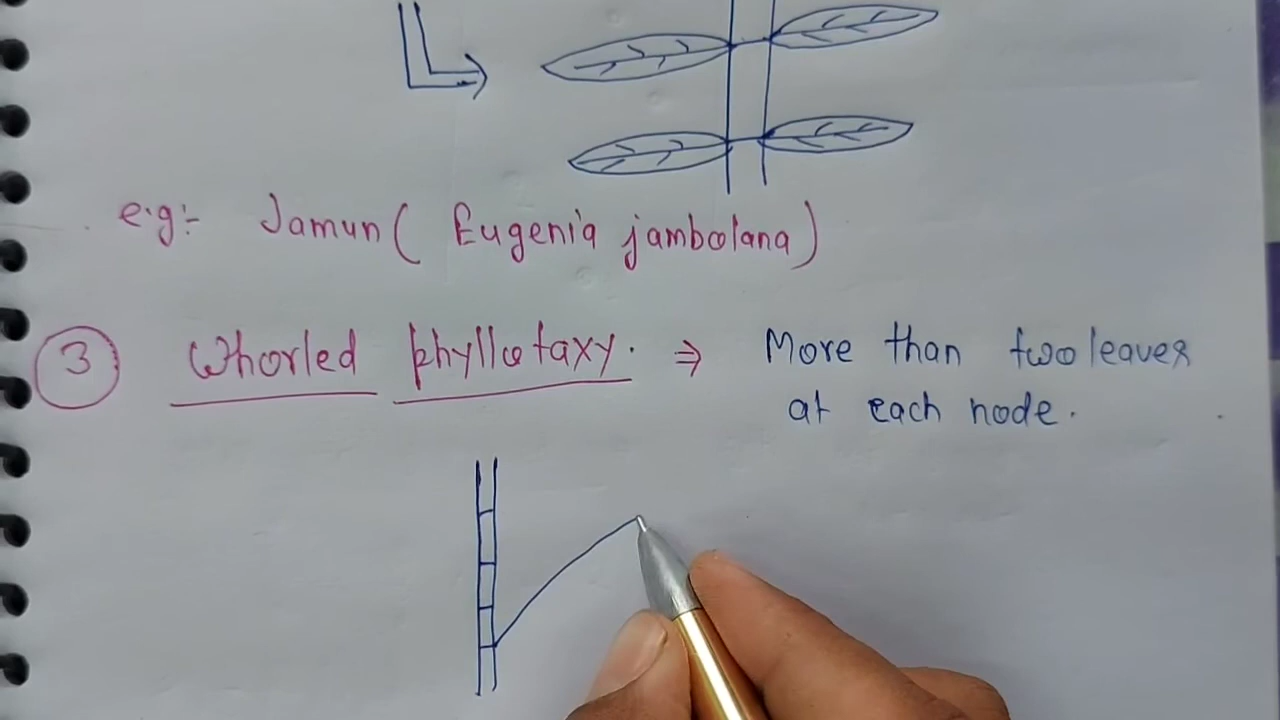 e.g:- Jamun ( Eugenia jambolana)
3 Whorled phyllotaxy. ⇒ More than two leaves
at each node.